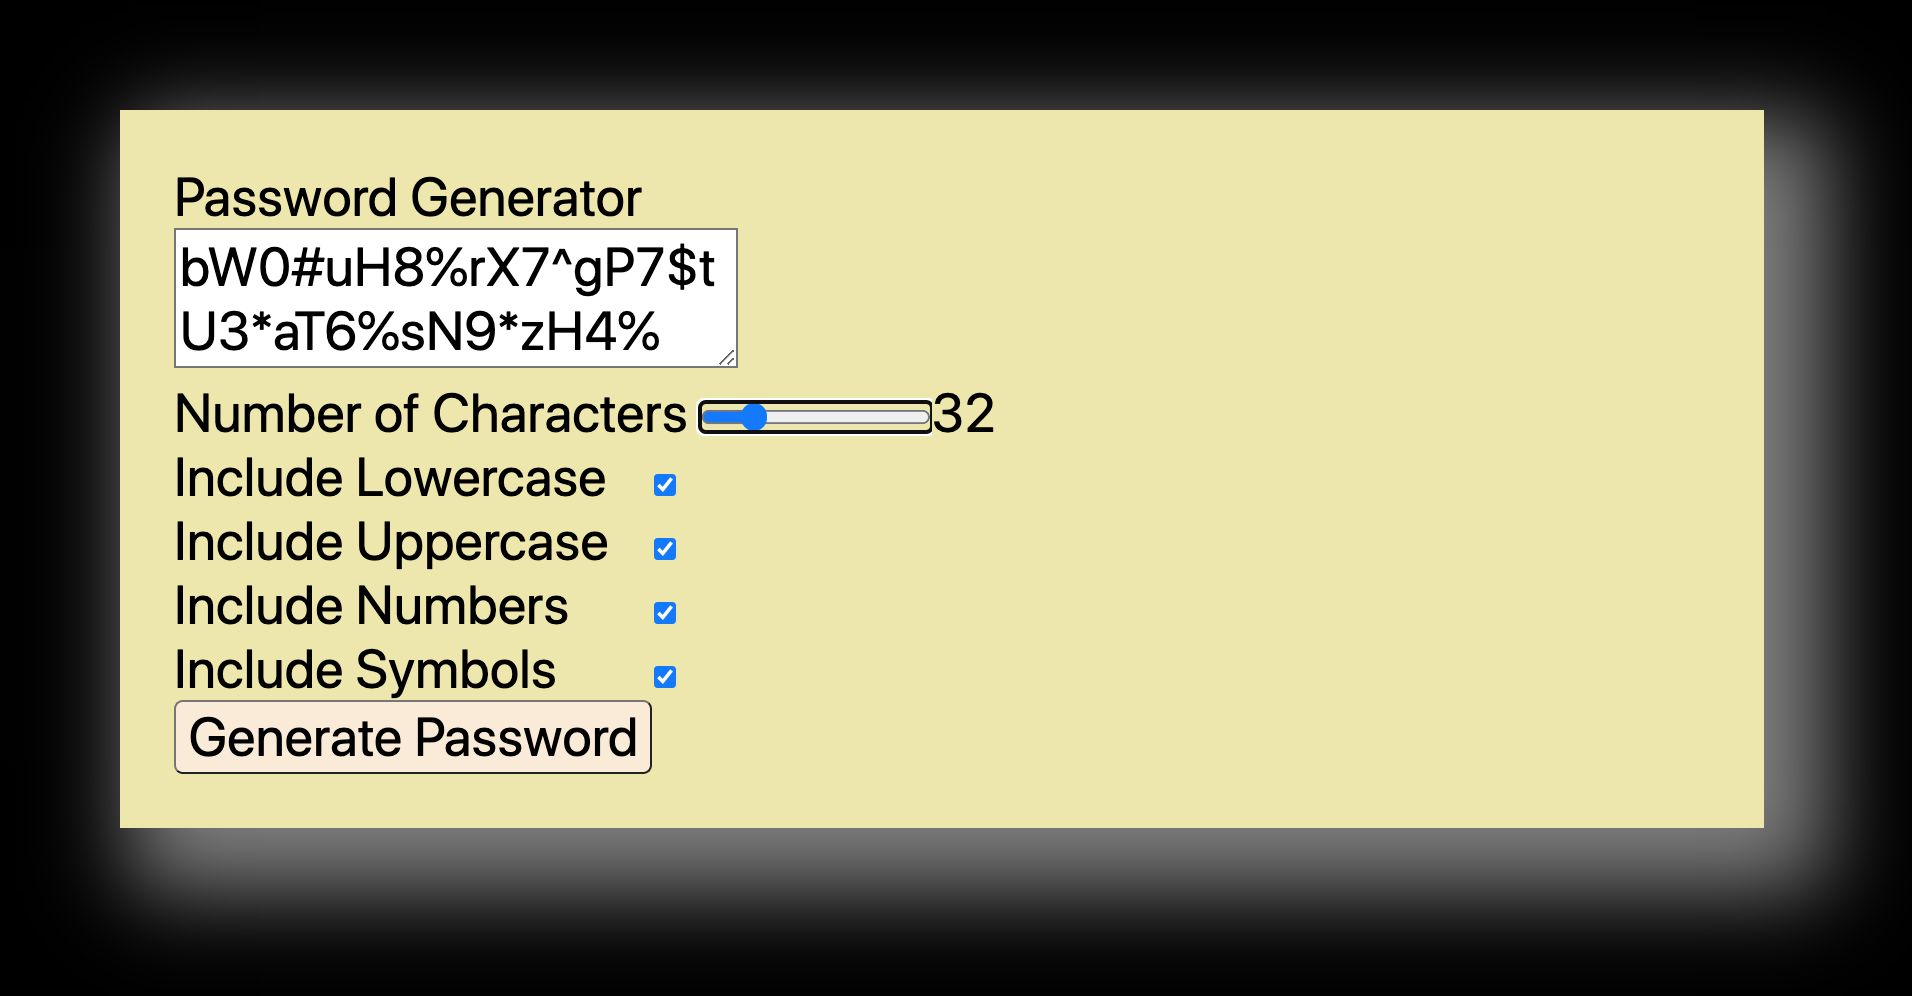 Password Generator
bW0#uH8%rX7^gP7$t
U3*aT6%sN9*zH4%
Number of Characters 32
Include Lowercase
Include Uppercase
Include Numbers
Include Symbols
Generate Password